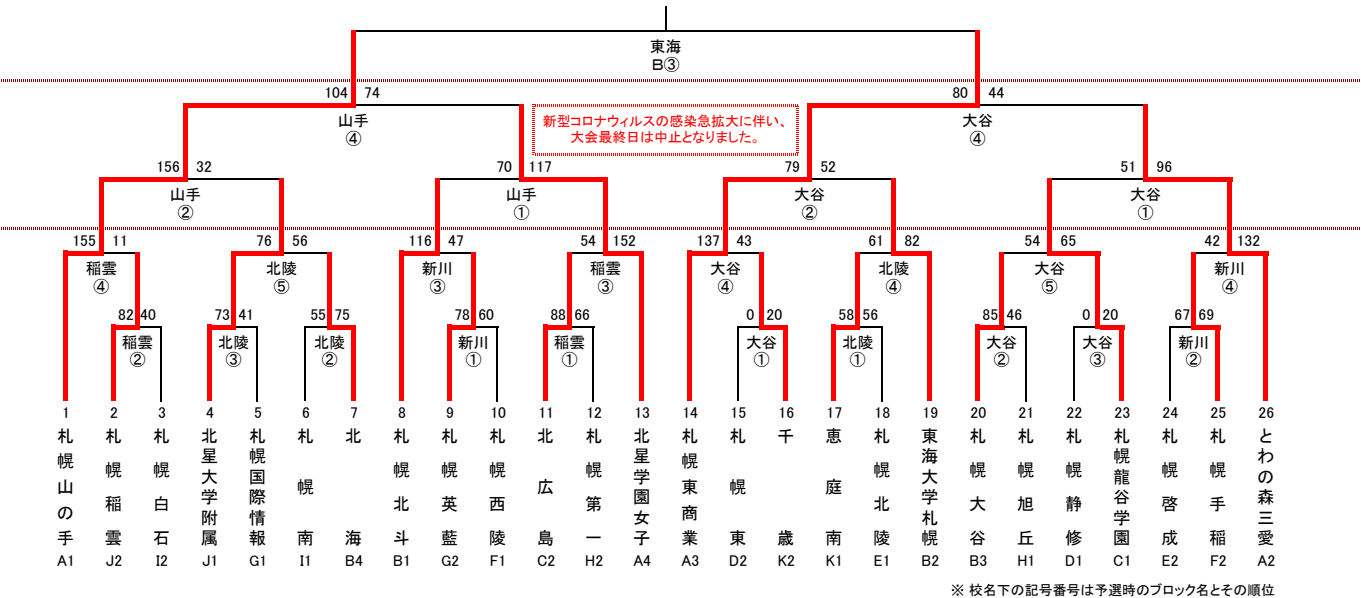 東海
B③
104 74
80 44
山手
④
新型コロナウィルスの感染急拡大に伴い、
大会最終日は中止となりました。
大谷
④
156 32
70 117
79 52
51 96
山手
②
山手
①
大谷
②
大谷
①
155 11
76 56
116 47
54 152
137 43
61 82
54 65
42 132
稲雲
④
北陵
⑤
新川
③
稲雲
③
大谷
④
北陵
④
大谷
⑤
新川
④
82 40
73 41
55 75
78 60
88 66
0 20
58 56
85 46
0 20
67 69
稲雲
②
北陵
③
北陵
②
新川
①
稲雲
①
大谷
①
北陵
①
大谷
②
大谷
③
新川
②
1 2 3 4 5 6 7 8 9 10 11 12 13 14 15 16 17 18 19 20 21 22 23 24 25 26
札幌山の手
札幌稲雲
札幌白石
北星大学附属
札幌国際情報
札幌南
北海
札幌北斗
札幌英藍
札幌西陵
北広島
札幌第一
北星学園女子
札幌東商業
札幌東
千歳
恵庭南
札幌北陵
東海大学札幌
札幌大谷
札幌旭丘
札幌静修
札幌龍谷学園
札幌啓成
札幌手稲
とわの森三愛
A1 J2 I2 J1 G1 I1 B4 B1 G2 F1 C2 H2 A4 A3 D2 K2 K1 E1 B2 B3 H1 D1 C1 E2 F2 A2
※ 校名下の記号番号は予選時のブロック名とその順位